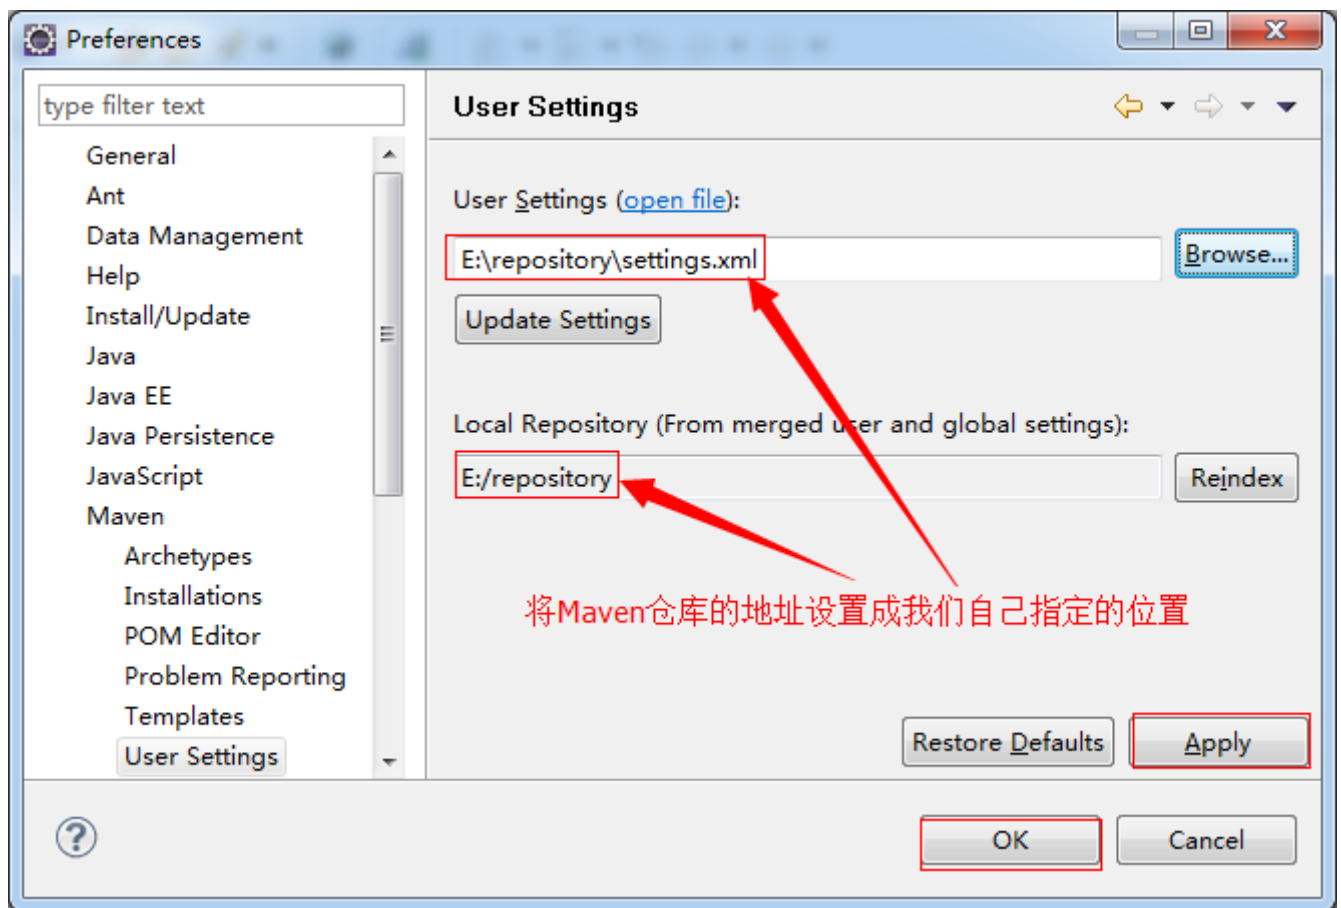 Preferences
type filter text
General
Ant
Data Management
Help
Install/Update
Java
Java EE
Java Persistence
JavaScript
Maven
Archetypes
Installations
POM Editor
Problem Reporting
Templates
User Settings
User Settings
User Settings (open file):
E:\repository\settings.xml
Browse...
Update Settings
Local Repository (From merged user and global settings):
E:/repository
Reindex
将Maven仓库的地址设置成我们自己指定的位置
Restore Defaults
Apply
OK
Cancel